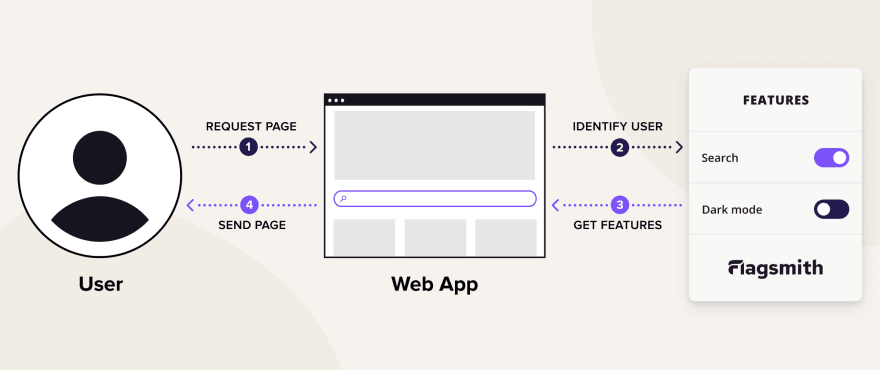 REQUEST PAGE
1
4
SEND PAGE
User
Web App
IDENTIFY USER
2
3
GET FEATURES
FEATURES
Search
Dark mode
Flagsmith